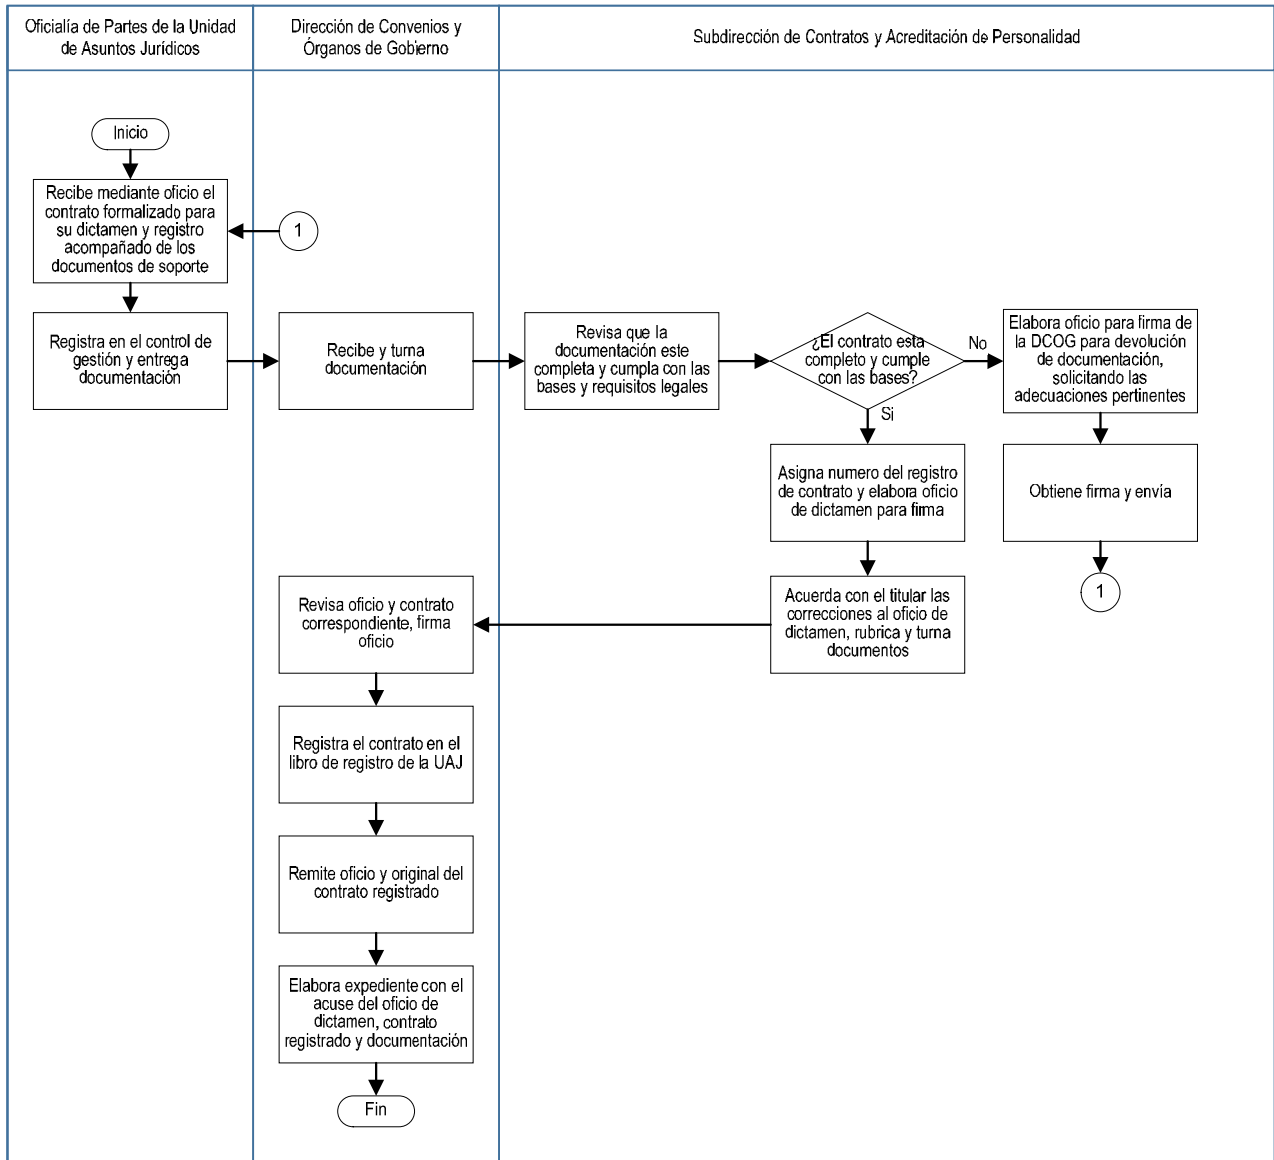 Oficialía de Partes de la Unidad
de Asuntos Jurídicos
Dirección de Convenios y
Órganos de Gobierno
Subdirección de Contratos y Acreditación de Personalidad
Inicio
Recibe mediante oficio el
contrato formalizado para
su dictamen y registro
acompañado de los
documentos de soporte
1
Registra en el control de
gestión y entrega
documentación
Recibe y turna
documentación
Revisa que la
documentación este
completa y cumpla con las
bases y requisitos legales
¿El contrato esta
completo y cumple
con las bases?
No
Elabora oficio para firma de
la DCOG para devolución
de documentación,
solicitando las
adecuaciones pertinentes
Si
Asigna numero del registro
de contrato y elabora oficio
de dictamen para firma
Obtiene firma y envía
1
Acuerda con el titular las
correcciones al oficio de
dictamen, rubrica y turna
documentos
Revisa oficio y contrato
correspondiente, firma
oficio
Registra el contrato en el
libro de registro de la UAJ
Remite oficio y original del
contrato registrado
Elabora expediente con el
acuse del oficio de
dictamen, contrato
registrado y documentación
Fin